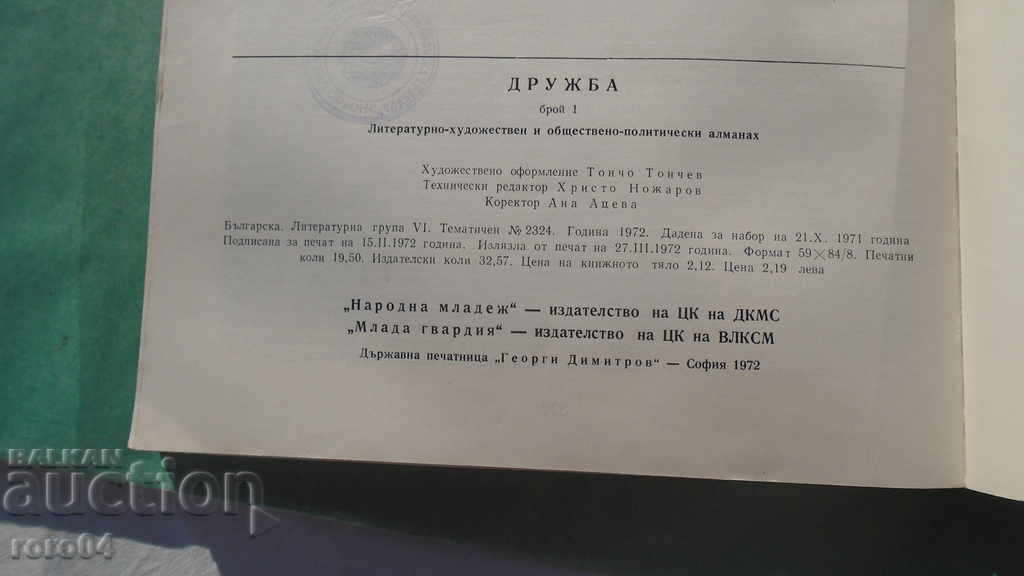 ДРУЖБА
брой 1
Литературно-художествен и обществено-политически алманах
Художествено оформление Тончо Тончев
Технически редактор Христо Ножаров
Коректор Ана Ацева
Българска. Литературна група VI. Тематичен № 2324. Година 1972. Дадена за набор на 21.X. 1971 година
Подписана за печат на 15.II.1972 година. Излязла от печат на 27.III.1972 година. Формат 59×84/8. Печатни
коли 19,50. Издателски коли 32,57. Цена на книжното тяло 2,12. Цена 2,19 лева
„Народна младеж“ — издателство на ЦК на ДКМС
„Млада гвардия“ — издателство на ЦК на ВЛКСМ
Държавна печатница „Георги Димитров“ — София 1972
BALKAN
auction
roro04